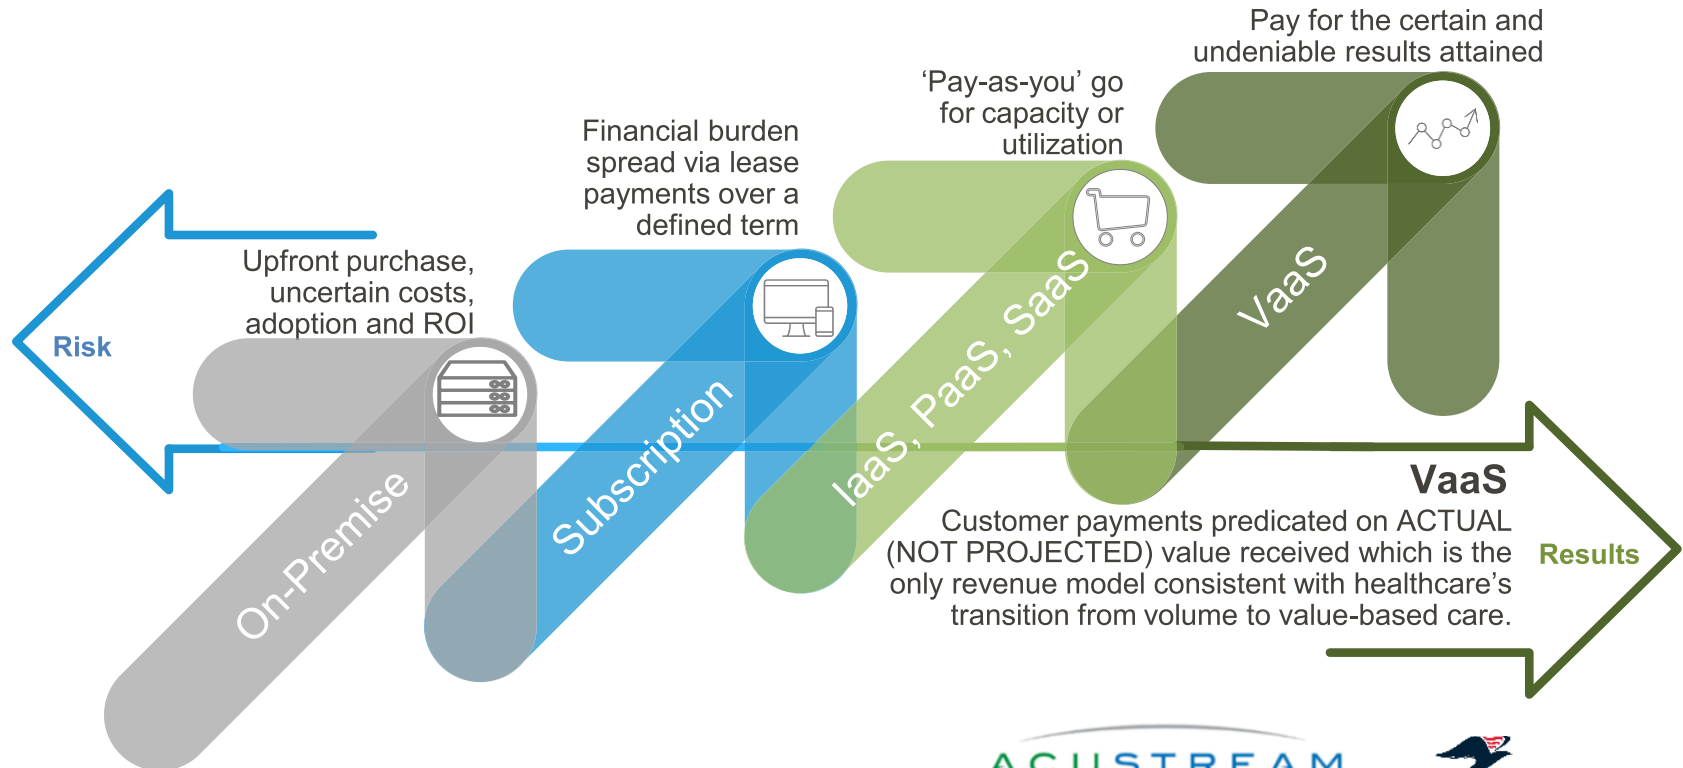 Pay for the certain and
undeniable results attained
‘Pay-as-you’ go
for capacity or
utilization
Financial burden
spread via lease
payments over a
defined term
Upfront purchase,
uncertain costs,
adoption and ROI
Risk
On-Premise
Subscription
IaaS, PaaS, SaaS
VaaS
VaaS
Customer payments predicated on ACTUAL
(NOT PROJECTED) value received which is the
only revenue model consistent with healthcare’s
transition from volume to value-based care.
Results
ACUSTREAM